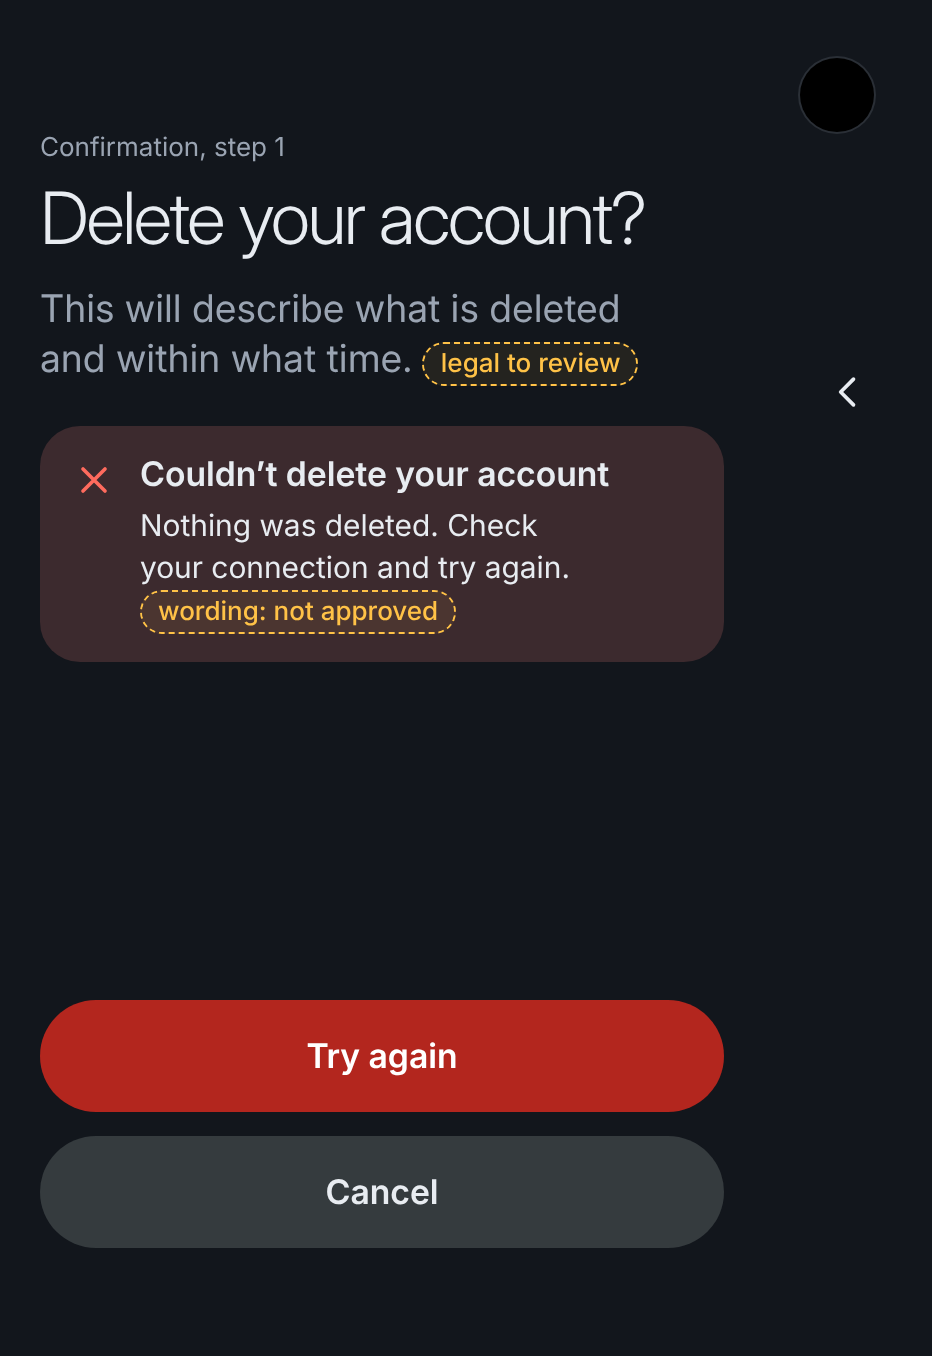 Confirmation, step 1
Delete your account?
This will describe what is deleted
and within what time. legal to review
Couldn’t delete your account
Nothing was deleted. Check
your connection and try again.
wording: not approved
Try again
Cancel